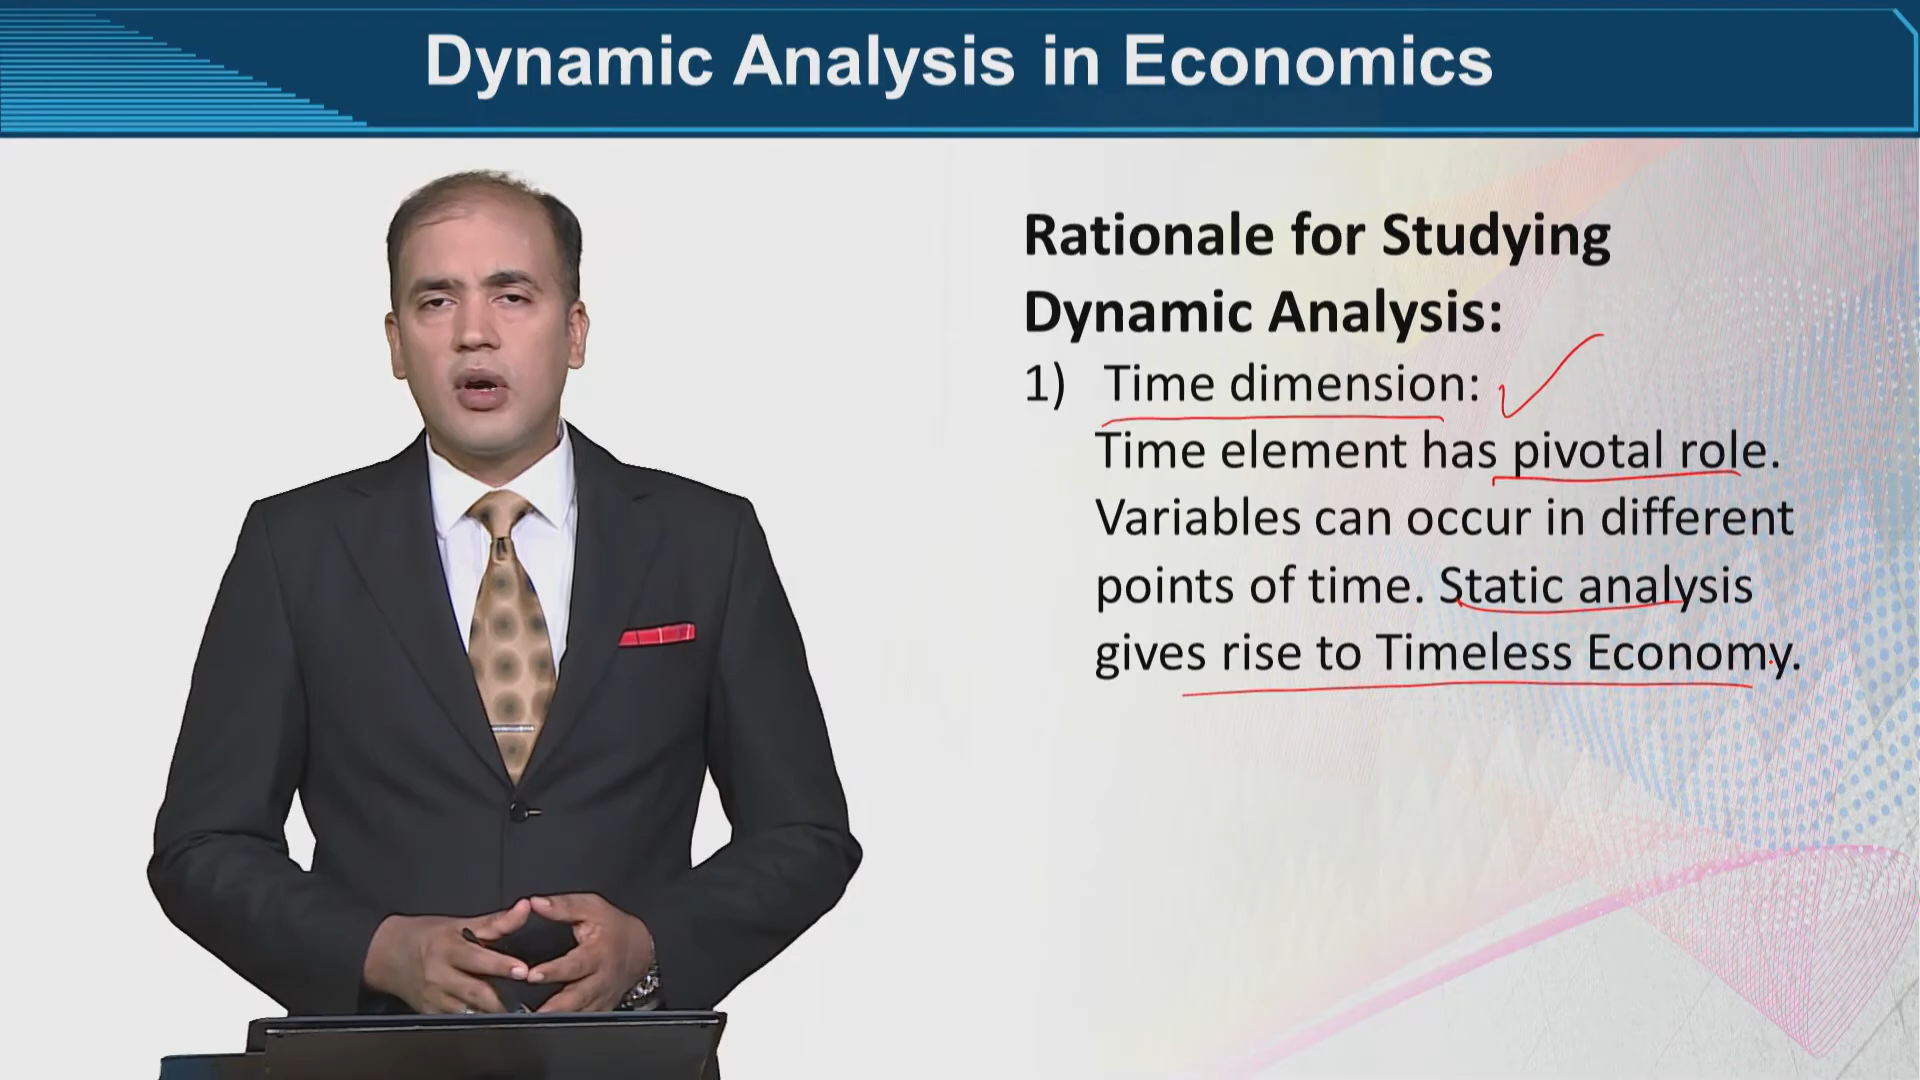 Dynamic Analysis in Economics
Rationale for Studying
Dynamic Analysis:
1) Time dimension:
Time element has pivotal role.
Variables can occur in different
points of time. Static analysis
gives rise to Timeless Economy.